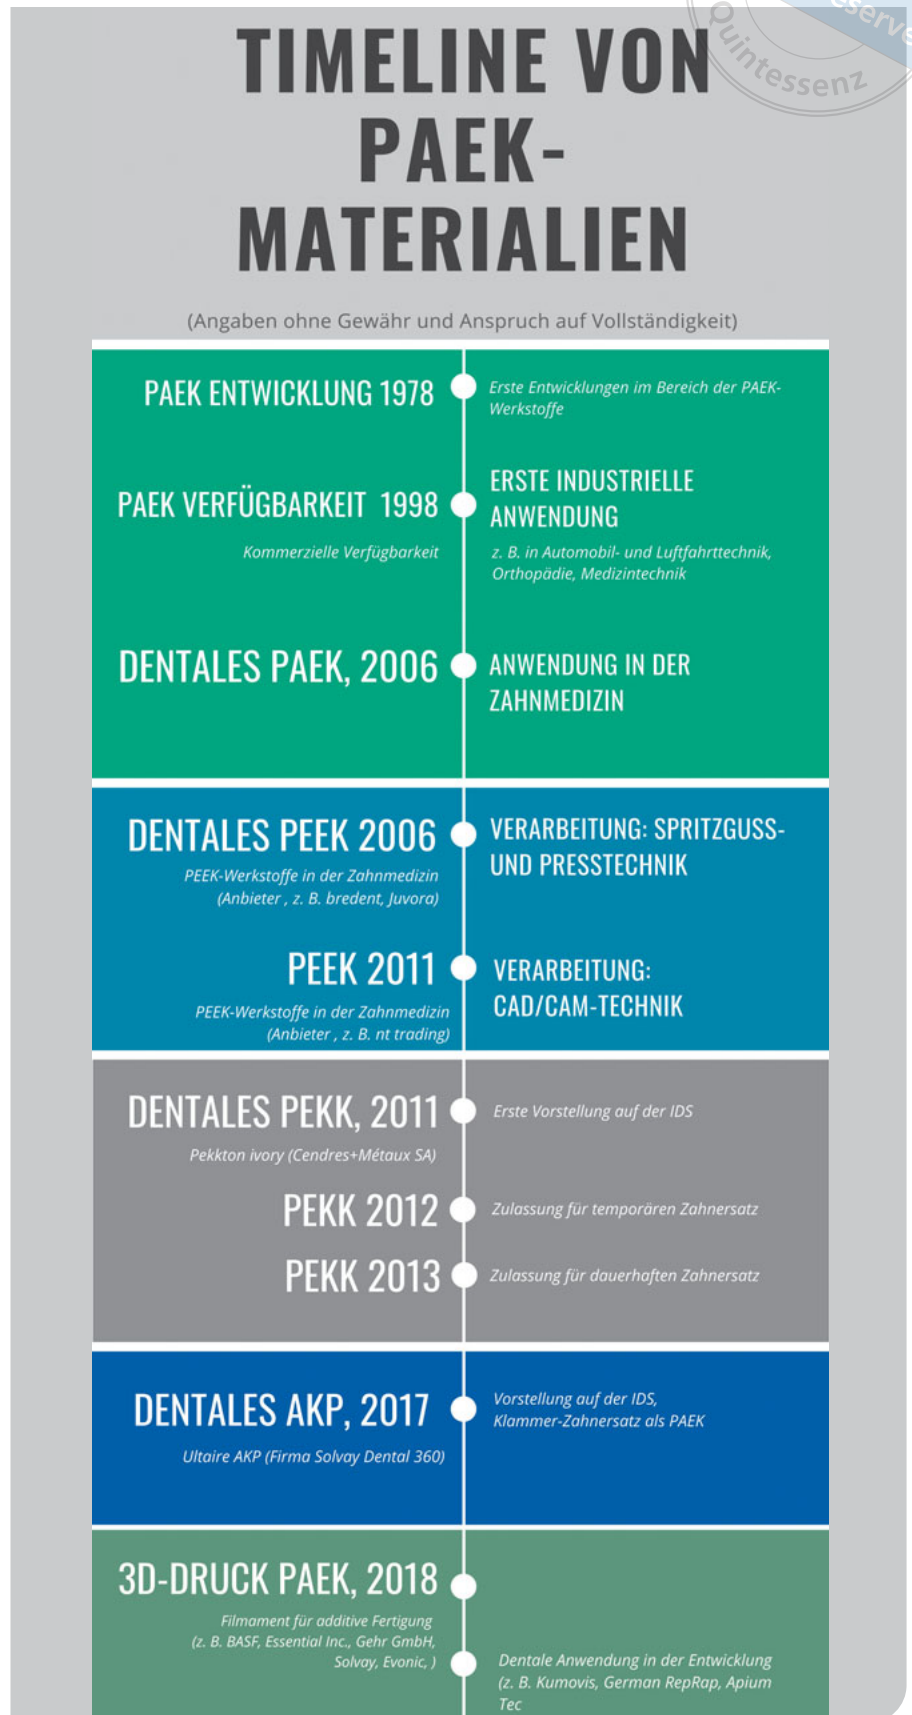 TIMELINE VON
PAEK-
MATERIALIEN
Quintessenz
(Angaben ohne Gewähr und Anspruch auf Vollständigkeit)
PAEK ENTWICKLUNG 1978
Erste Entwicklungen im Bereich der PAEK-
Werkstoffe
PAEK VERFÜGBARKEIT 1998
Kommerzielle Verfügbarkeit
ERSTE INDUSTRIELLE
ANWENDUNG
z. B. in Automobil- und Luftfahrttechnik,
Orthopädie, Medizintechnik
DENTALES PAEK, 2006
ANWENDUNG IN DER
ZAHNMEDIZIN
DENTALES PEEK 2006
PEEK-Werkstoffe in der Zahnmedizin
(Anbieter , z. B. bredent, Juvora)
VERARBEITUNG: SPRITZGUSS-
UND PRESSTECHNIK
PEEK 2011
PEEK-Werkstoffe in der Zahnmedizin
(Anbieter , z. B. nt trading)
VERARBEITUNG:
CAD/CAM-TECHNIK
DENTALES PEKK, 2011
Pekkton ivory (Cendres+Métaux SA)
Erste Vorstellung auf der IDS
PEKK 2012
Zulassung für temporären Zahnersatz
PEKK 2013
Zulassung für dauerhaften Zahnersatz
DENTALES AKP, 2017
Ultaire AKP (Firma Solvay Dental 360)
Vorstellung auf der IDS,
Klammer-Zahnersatz als PAEK
3D-DRUCK PAEK, 2018
Filmament für additive Fertigung
(z. B. BASF, Essential Inc., Gehr GmbH,
Solvay, Evonic, )
Dentale Anwendung in der Entwicklung
(z. B. Kumovis, German RepRap, Apium
Tec